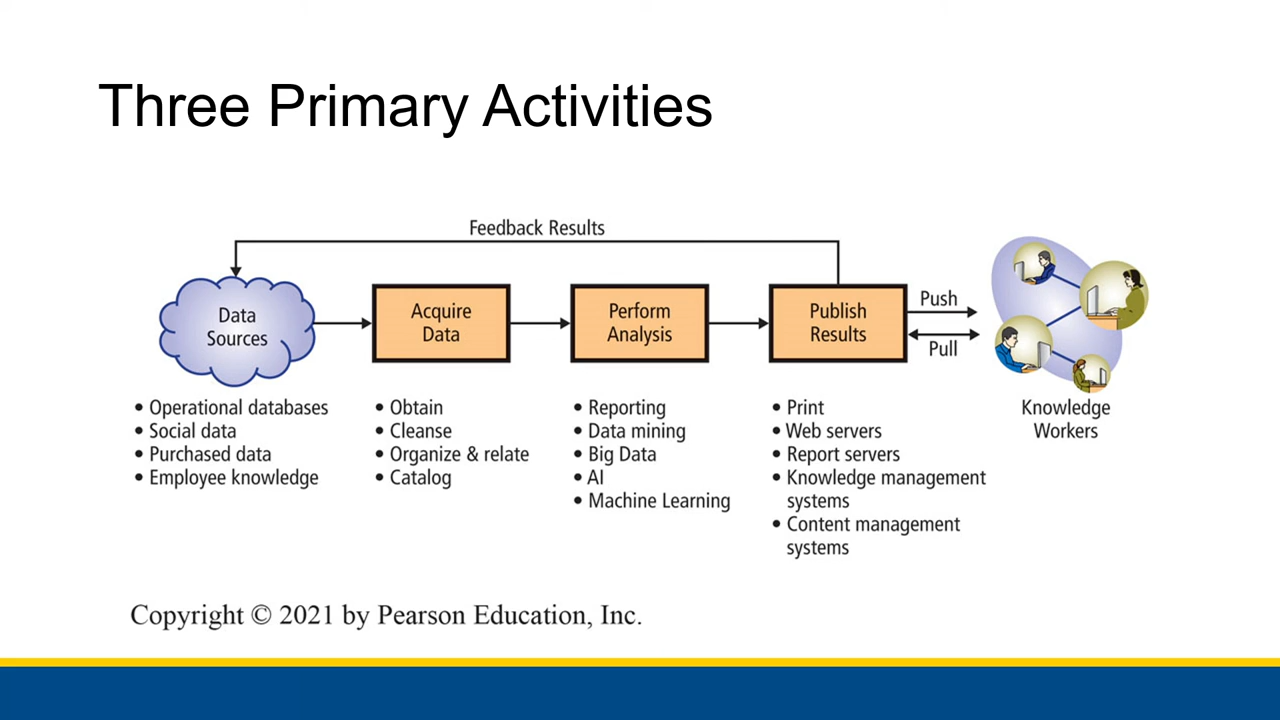 Three Primary Activities
Feedback Results
Data
Sources
Acquire
Data
Perform
Analysis
Publish
Results
Push
Pull
Knowledge
Workers
• Operational databases
• Social data
• Purchased data
• Employee knowledge
• Obtain
• Cleanse
• Organize & relate
• Catalog
• Reporting
• Data mining
• Big Data
• AI
• Machine Learning
• Print
• Web servers
• Report servers
• Knowledge management
systems
• Content management
systems
Copyright © 2021 by Pearson Education, Inc.